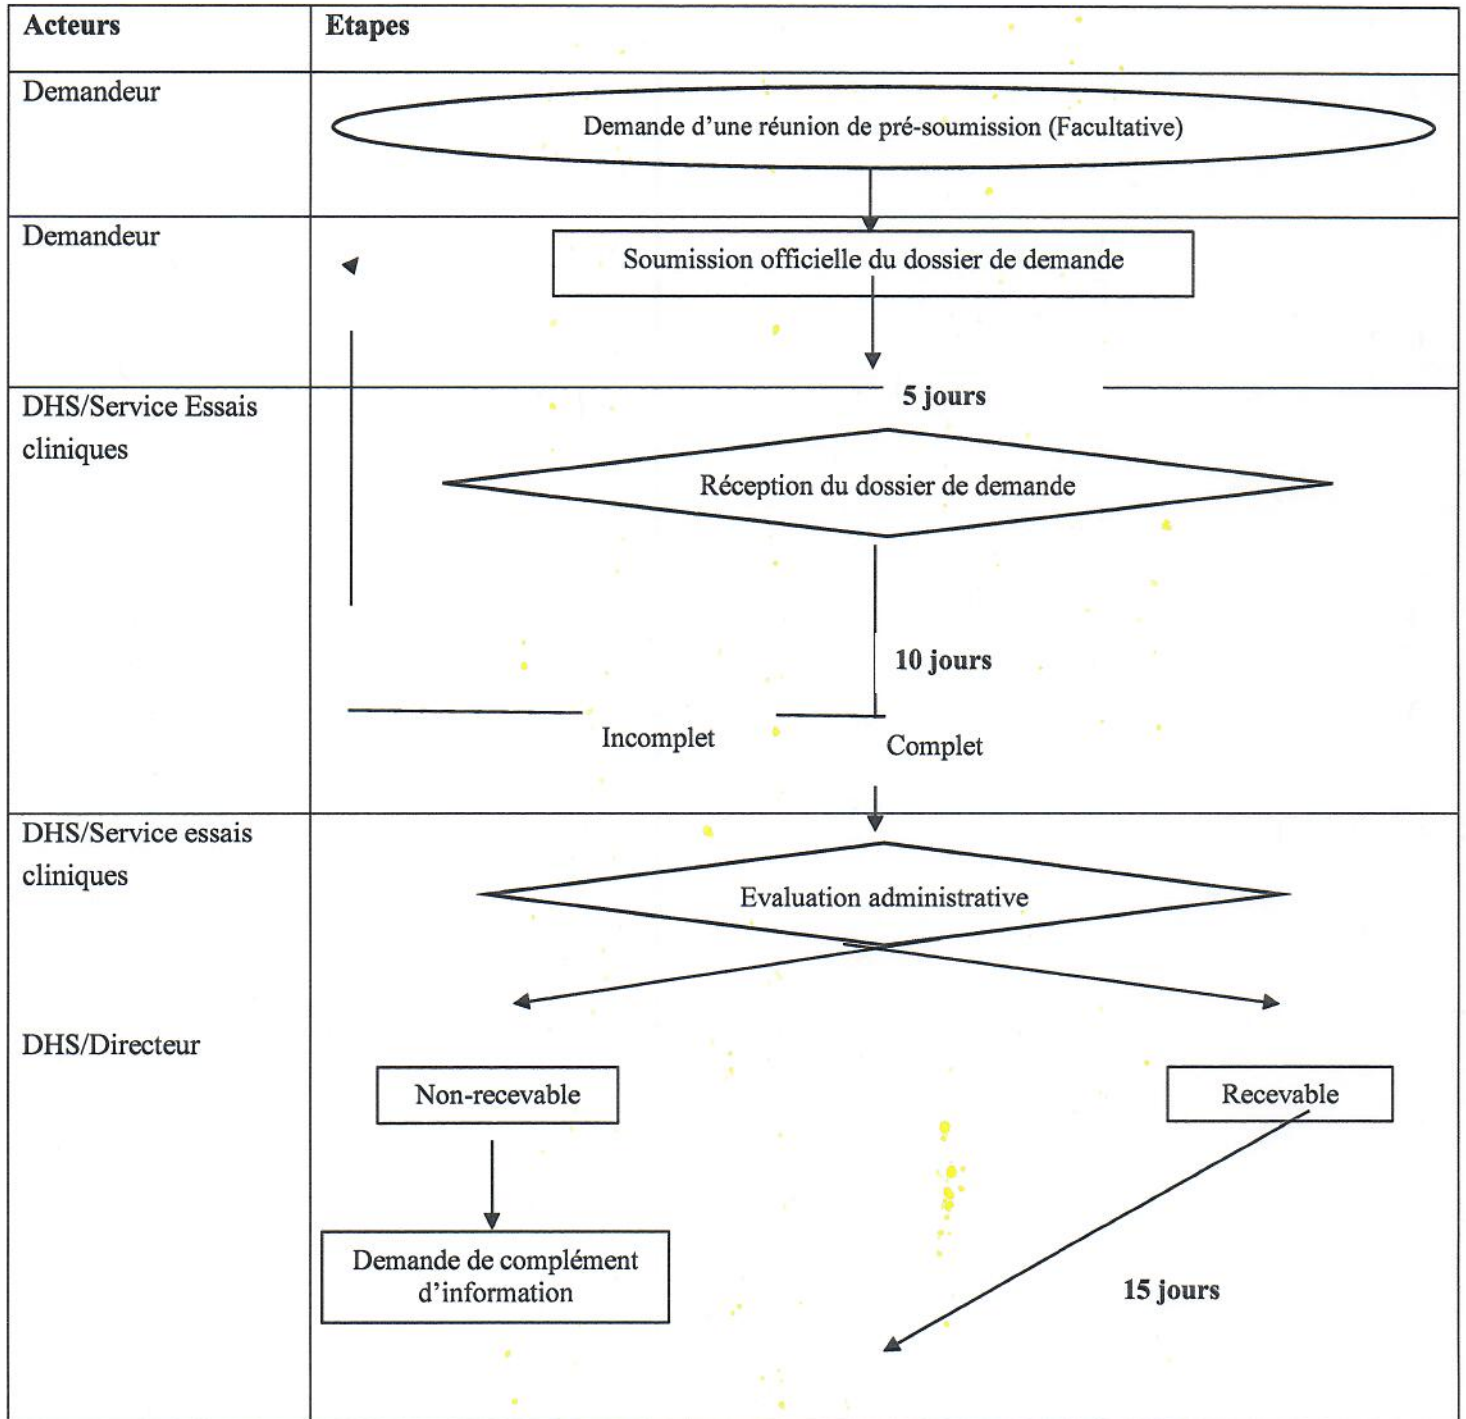 Acteurs
Etapes
Demandeur
Demande d'une réunion de pré-soumission (Facultative)
Demandeur
Soumission officielle du dossier de demande
DHS/Service Essais
cliniques
5 jours
Réception du dossier de demande
10 jours
Incomplet
Complet
DHS/Service essais
cliniques
Evaluation administrative
DHS/Directeur
Non-recevable
Recevable
Demande de complément
d'information
15 jours